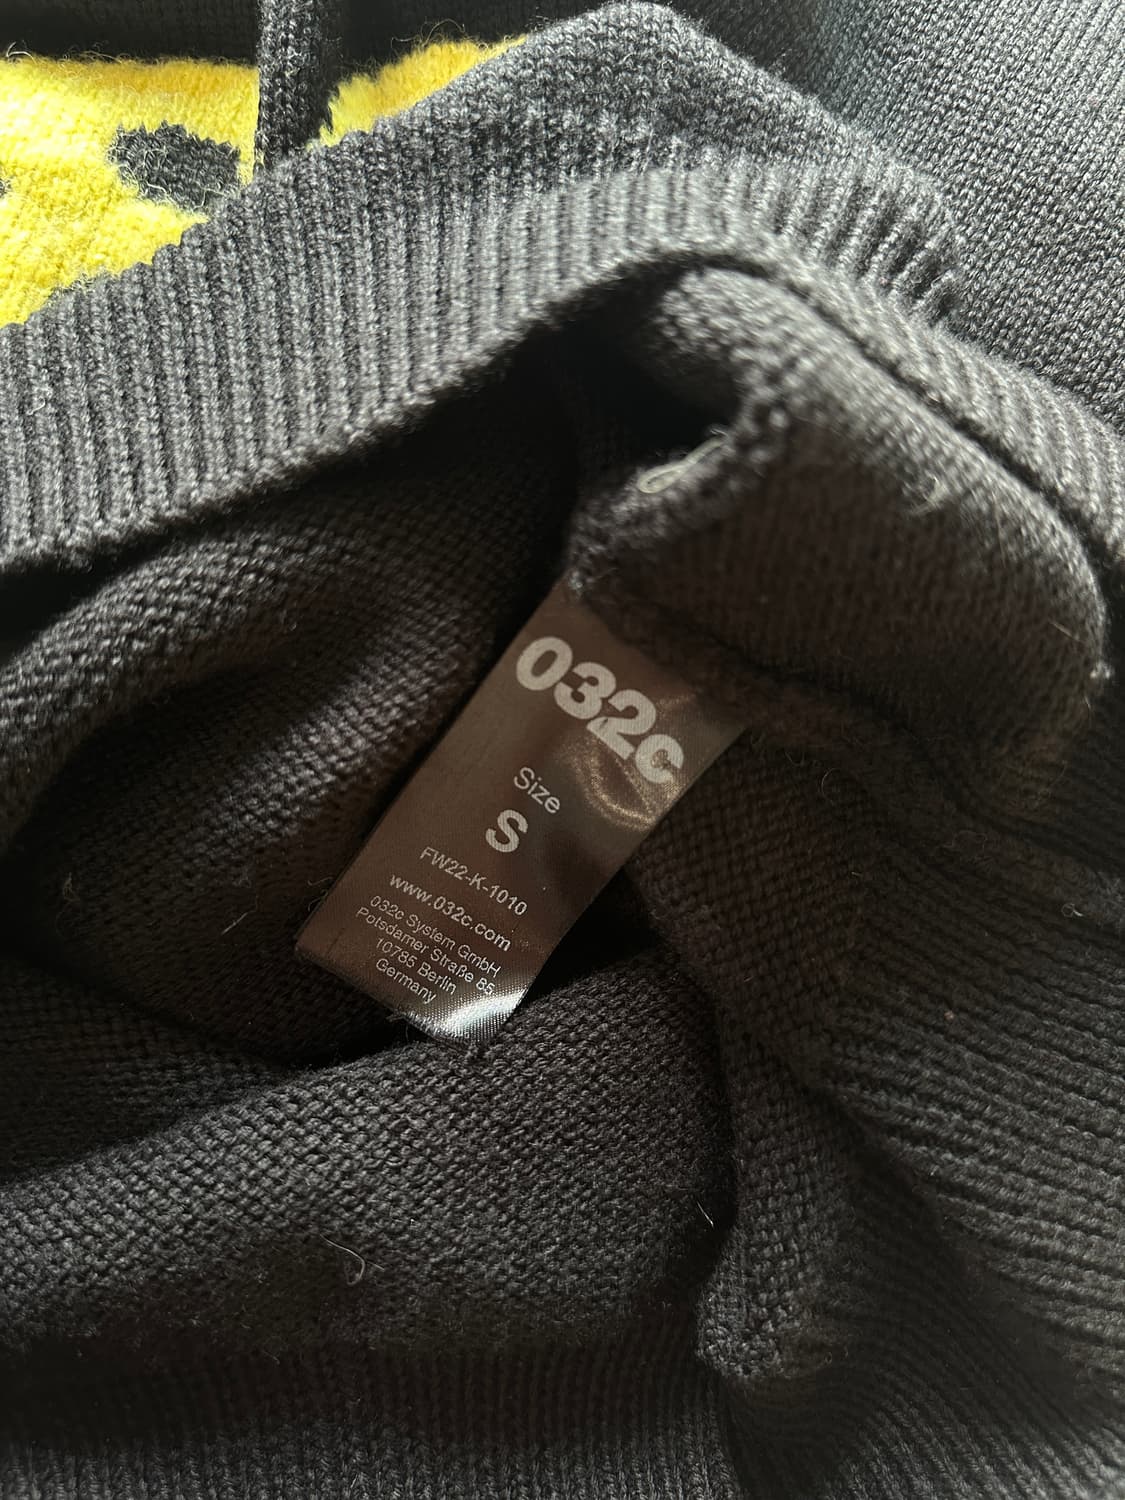 032c
Size
S
FW22-K-1010
www.032c.com
032c System GmbH
Potsdamer Straße 85,
10785 Berlin
Germany